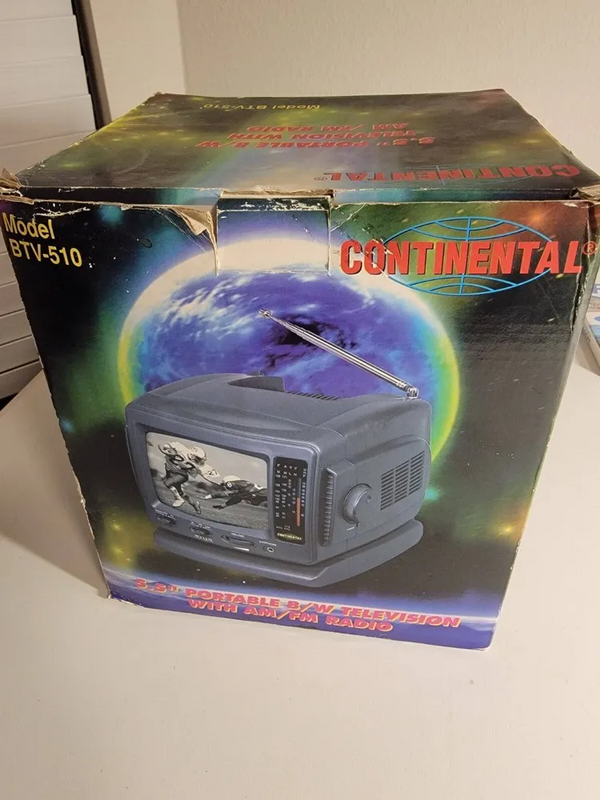 Model BTV-510
5.5" PORTABLE B/W
TELEVISION WITH
AM/FM RADIO
CONTINENTAL®
Model
BTV-510
CONTINENTAL®
CONTINENTAL
5.5" PORTABLE B/W TELEVISION
WITH AM/FM RADIO